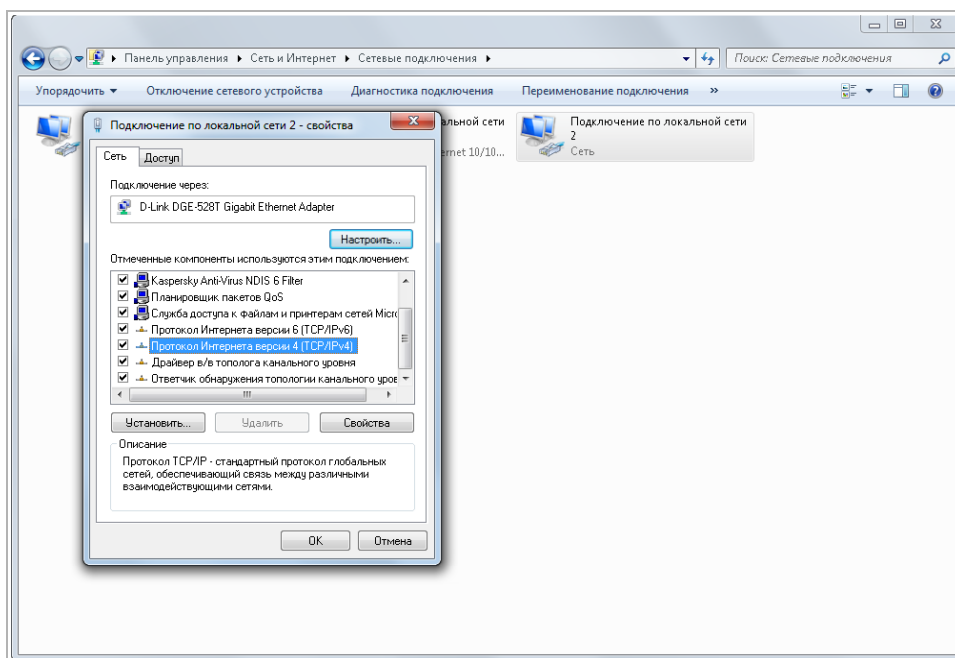 Панель управления ▸ Сеть и Интернет ▸ Сетевые подключения ▸
Поиск: Сетевые подключения
Упорядочить
Отключение сетевого устройства
Диагностика подключения
Переименование подключения
»
альной сети
ernet 10/10...
Подключение по локальной сети
2
Сеть
Подключение по локальной сети 2 - свойства
Сеть
Доступ
Подключение через:
D-Link DGE-528T Gigabit Ethernet Adapter
Настроить...
Отмеченные компоненты используются этим подключением:
Kaspersky Anti-Virus NDIS 6 Filter
Планировщик пакетов QoS
Служба доступа к файлам и принтерам сетей Micro
Протокол Интернета версии 6 (TCP/IPv6)
Протокол Интернета версии 4 (TCP/IPv4)
Драйвер в/в тополога канального уровня
Ответчик обнаружения топологии канального уров
Установить...
Удалить
Свойства
Описание
Протокол TCP/IP - стандартный протокол глобальных
сетей, обеспечивающий связь между различными
взаимодействующими сетями.
OK
Отмена